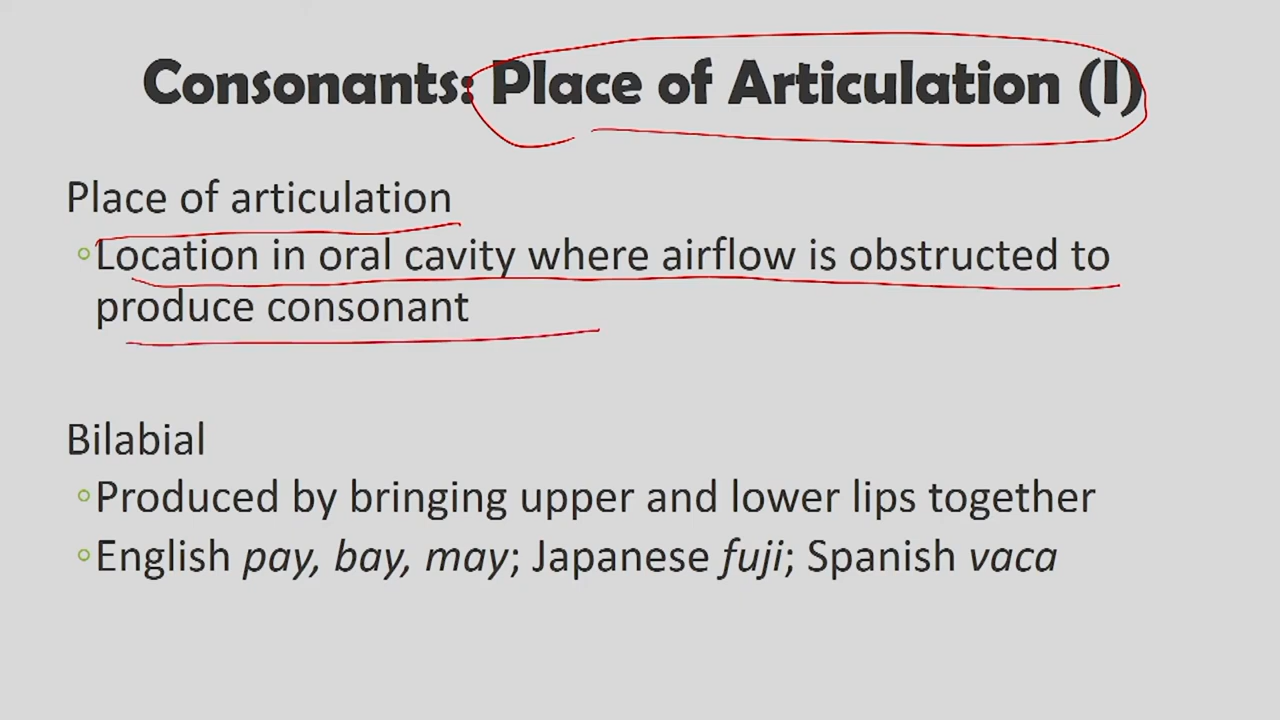 Consonants: Place of Articulation (I)
Place of articulation
◦Location in oral cavity where airflow is obstructed to
produce consonant
Bilabial
◦Produced by bringing upper and lower lips together
◦English pay, bay, may; Japanese fuji; Spanish vaca